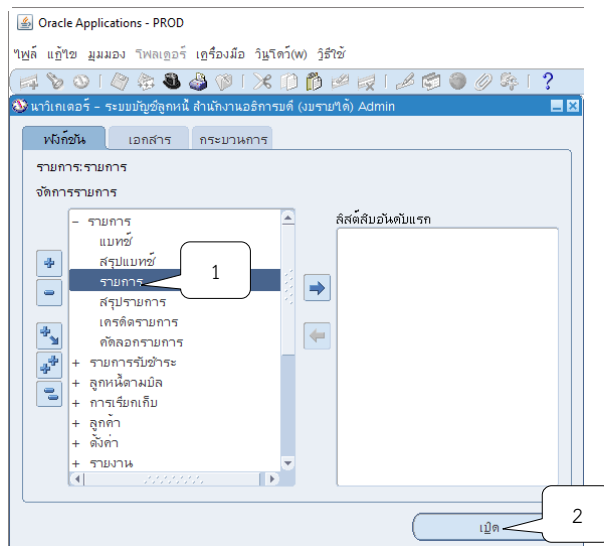 Oracle Applications - PROD
ไฟล์ แก้ไข มุมมอง โฟลเดอร์ เครื่องมือ วินโดว์(w) วิธีใช้
นาวิเกเตอร์ – ระบบบัญชีลูกหนี้ สำนักงานอธิการบดี (งบรายได้) Admin
ฟังก์ชัน เอกสาร กระบวนการ
รายการ:รายการ
จัดการรายการ
ลิสต์สิบอันดับแรก
– รายการ
แบทช์
สรุปแบทช์
รายการ
1
สรุปรายการ
เครดิตรายการ
คัดลอกรายการ
+ รายการรับชำระ
+ ลูกหนี้ตามบิล
+ การเรียกเก็บ
+ ลูกค้า
+ ตั้งค่า
+ รายงาน
เปิด
2